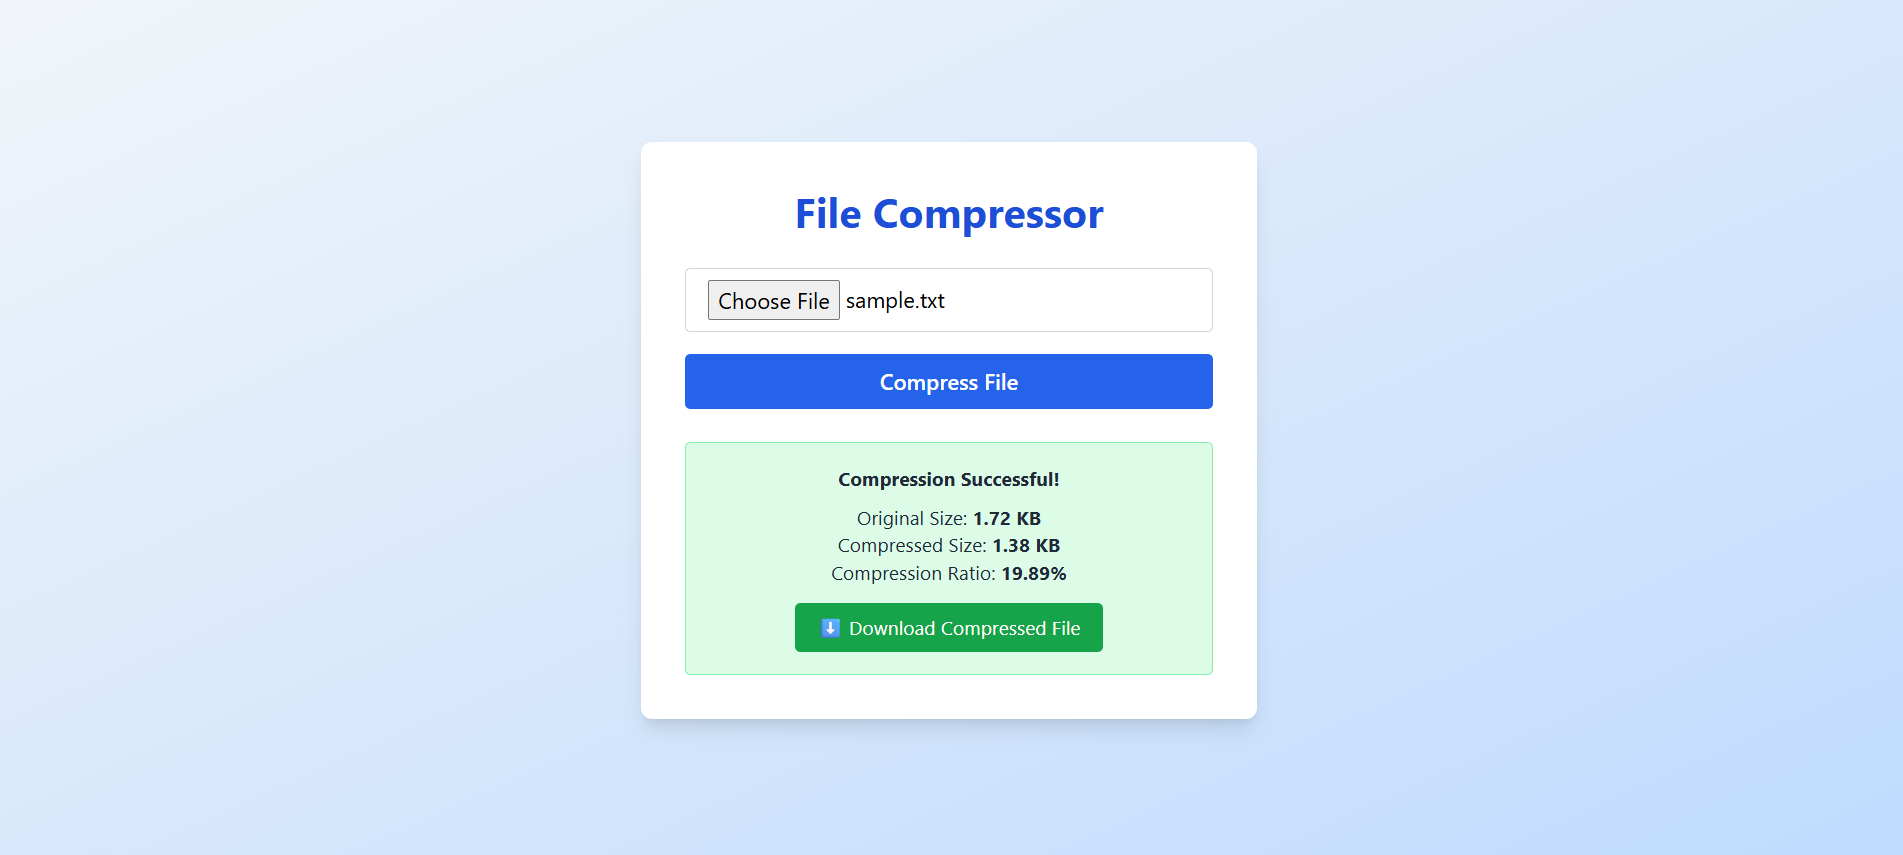 File Compressor
Choose File sample.txt
Compress File
Compression Successful!
Original Size: 1.72 KB
Compressed Size: 1.38 KB
Compression Ratio: 19.89%
⬇️ Download Compressed File